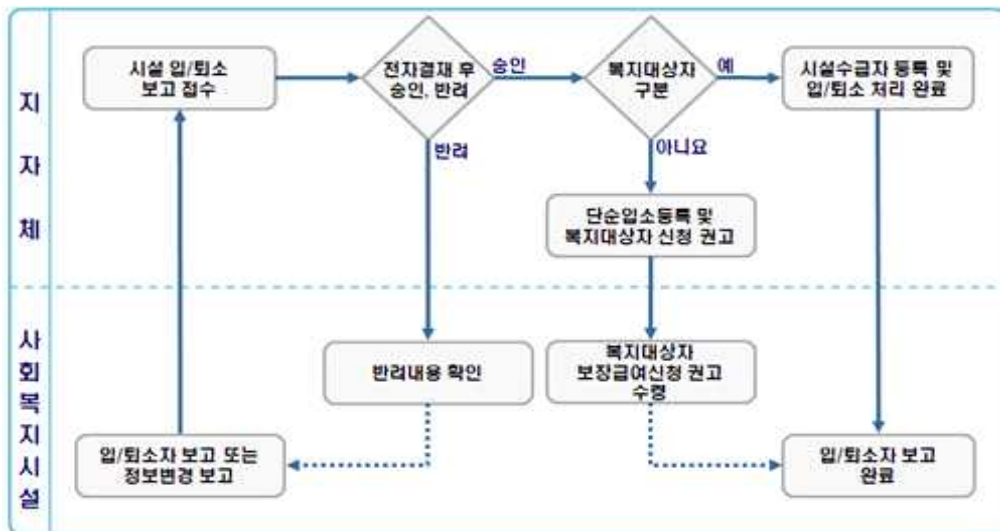 지자체
시설 입/퇴소
보고 접수
전자결재 후
승인, 반려
승인
복지대상자
구분
예
시설수급자 등록 및
입/퇴소 처리 완료
반려
아니요
단순입소등록 및
복지대상자 신청 권고
사회복지시설
반려내용 확인
복지대상자
보장급여신청 권고
수령
입/퇴소자 보고 또는
정보변경 보고
입/퇴소자 보고
완료